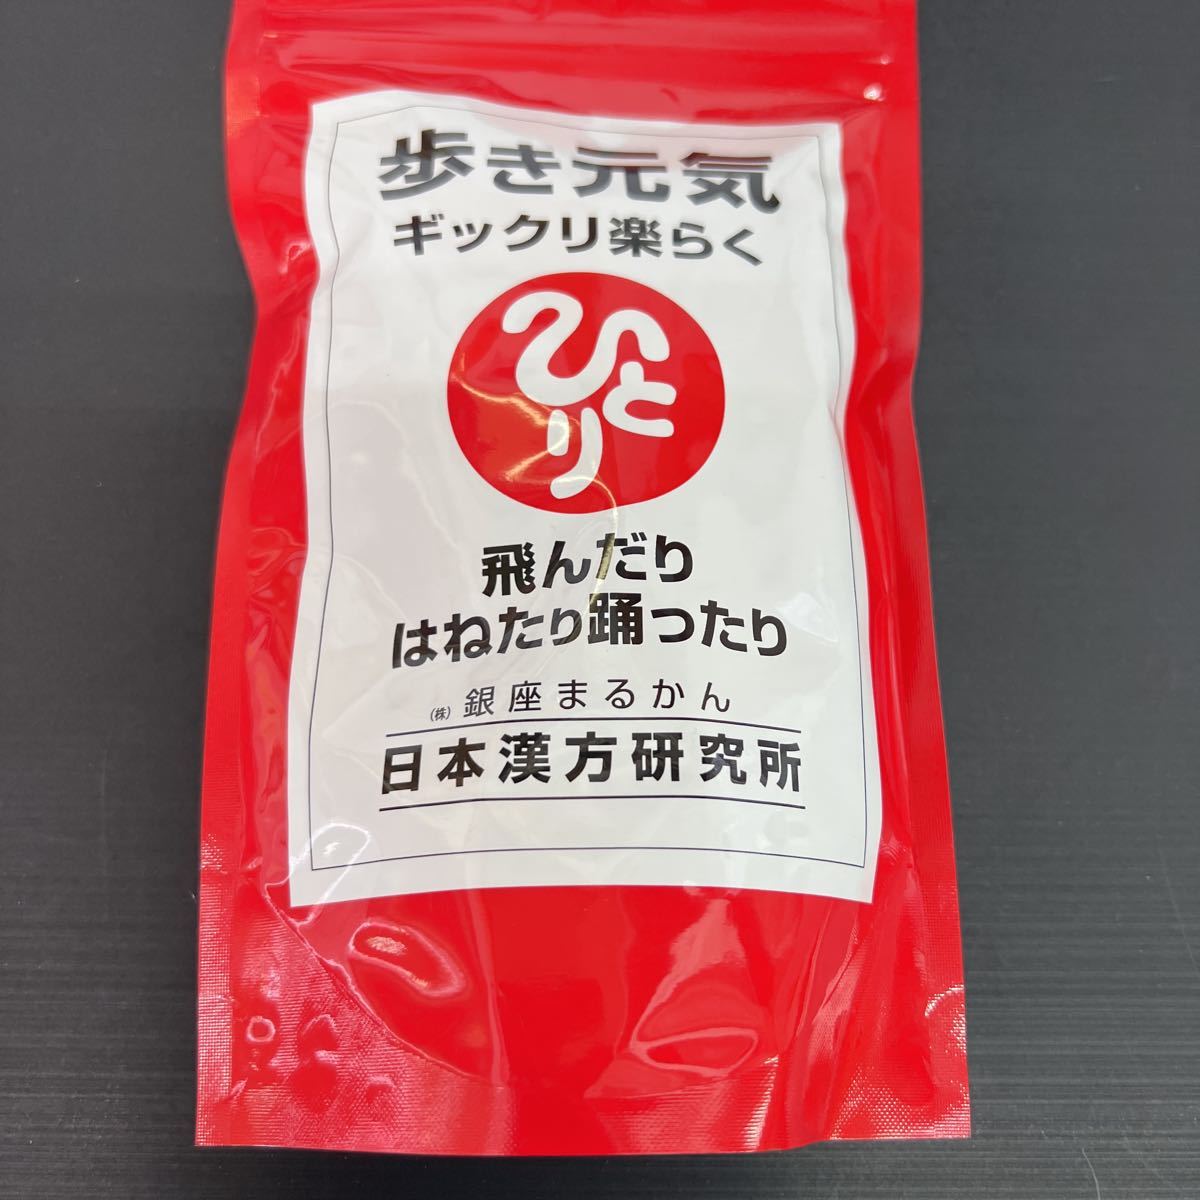 歩き元気
ギックリ楽らく
ひとり
飛んだり
はねたり踊ったり
(株)銀座まるかん
日本漢方研究所